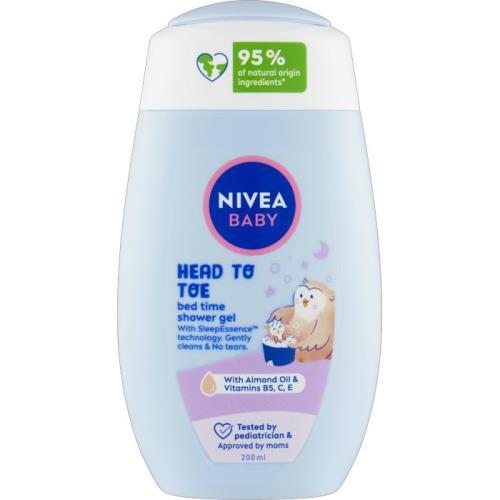 95%
of natural origin
ingredients*
NIVEA
BABY
HEAD TO
TOE
bed time
shower gel
With SleepEssence™
technology. Gently
cleans & No tears.
With Almond Oil &
Vitamins B5, C, E
Tested by
pediatrician &
Approved by moms
200 ml